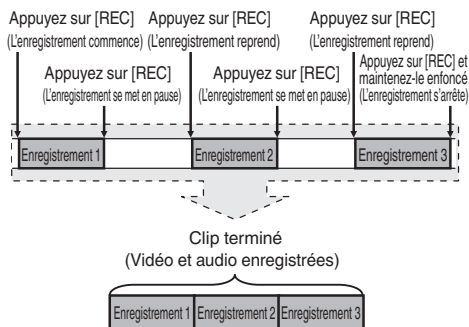 Appuyez sur [REC]
(L'enregistrement commence)
Appuyez sur [REC]
(L'enregistrement reprend)
Appuyez sur [REC]
(L'enregistrement reprend)
Appuyez sur [REC]
(L'enregistrement se met en pause)
Appuyez sur [REC]
(L'enregistrement se met en pause)
Appuyez sur [REC] et
maintenez-le enfoncé
(L'enregistrement s'arrête)
Enregistrement 1
Enregistrement 2
Enregistrement 3
Clip terminé
(Vidéo et audio enregistrées)
Enregistrement 1
Enregistrement 2
Enregistrement 3